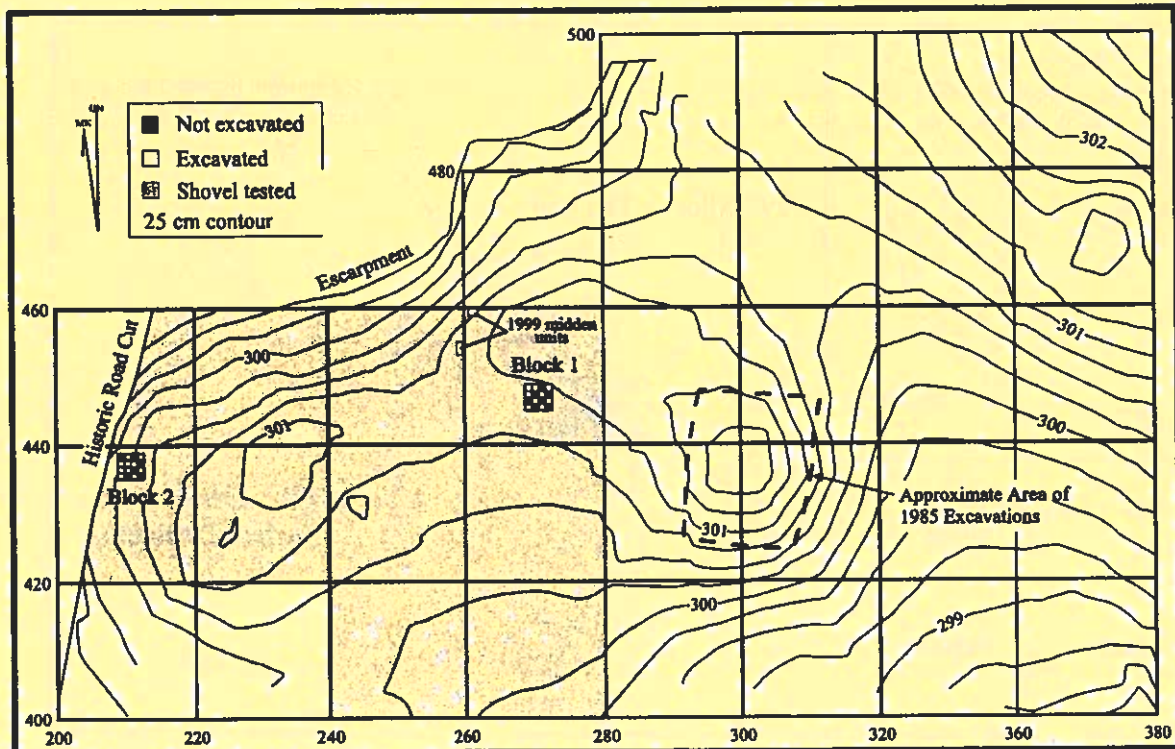 500
MN
GN
Not excavated
Excavated
Shovel tested
25 cm contour
302
480
Escarpment
460
1999 midden
units
301
Historic Road Cut
300
Block 1
301
300
440
Block 2
Approximate Area of
1985 Excavations
301
420
300
299
400
200
220
240
260
280
300
320
340
360
380